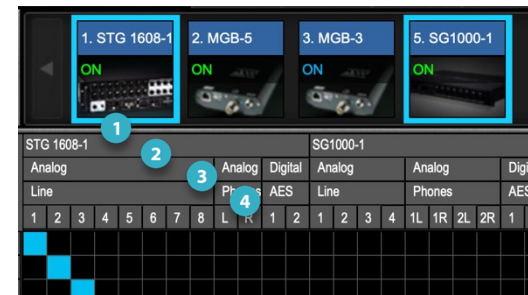 1. STG 1608-1 2. MGB-5 3. MGB-3 5. SG1000-1
ON ON ON ON
1
STG 1608-1 2 SG1000-1
Analog 3 Analog Digital Analog Analog
Line 4 AES Line Phones AES
1 2 3 4 5 6 7 8 L R 1 2 1 2 3 4 1L 1R 2L 2R 1